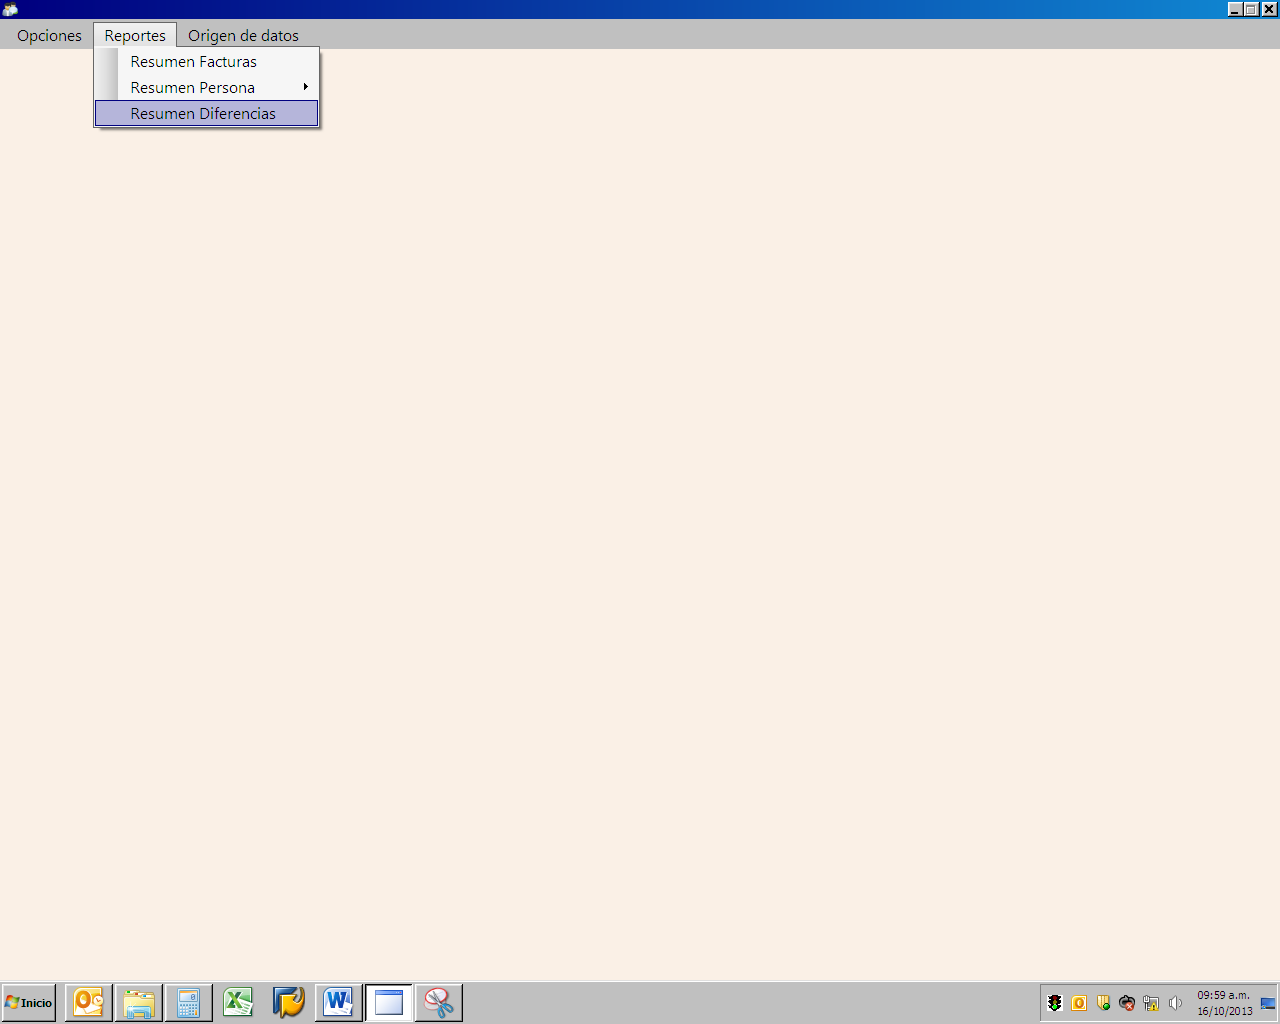 Opciones Reportes Origen de datos
Resumen Facturas
Resumen Persona
Resumen Diferencias
Inicio
09:59 a.m.
16/10/2013